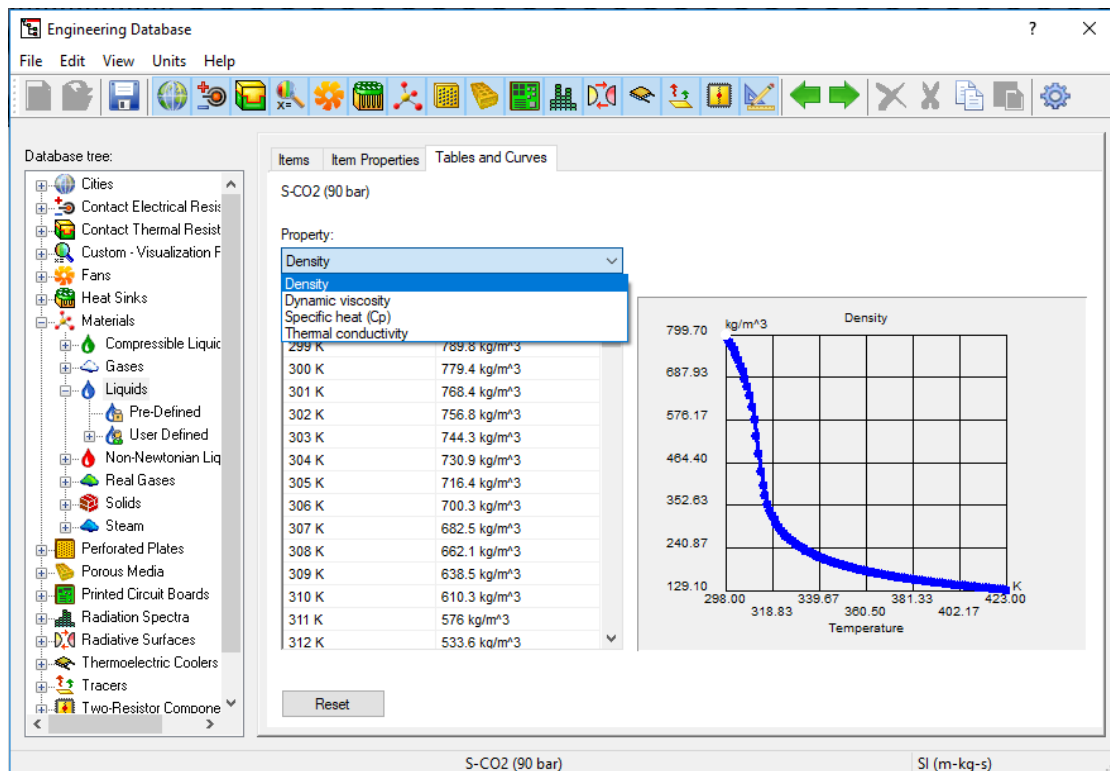 Engineering Database
?
File Edit View Units Help
Database tree:
Cities
Contact Electrical Resis
Contact Thermal Resist
Custom - Visualization F
Fans
Heat Sinks
Materials
Compressible Liquid
Gases
Liquids
Pre-Defined
User Defined
Non-Newtonian Liq
Real Gases
Solids
Steam
Perforated Plates
Porous Media
Printed Circuit Boards
Radiation Spectra
Radiative Surfaces
Thermoelectric Coolers
Tracers
Two-Resistor Compone
Items Item Properties Tables and Curves
S-CO2 (90 bar)
Property:
Density
Density
Dynamic viscosity
Specific heat (Cp)
Thermal conductivity
299 K 789.8 kg/m^3
300 K 779.4 kg/m^3
301 K 768.4 kg/m^3
302 K 756.8 kg/m^3
303 K 744.3 kg/m^3
304 K 730.9 kg/m^3
305 K 716.4 kg/m^3
306 K 700.3 kg/m^3
307 K 682.5 kg/m^3
308 K 662.1 kg/m^3
309 K 638.5 kg/m^3
310 K 610.3 kg/m^3
311 K 576 kg/m^3
312 K 533.6 kg/m^3
Density
kg/m^3
799.70
687.93
576.17
464.40
352.63
240.87
129.10
K
298.00 339.67 381.33 423.00
318.83 360.50 402.17
Temperature
Reset
S-CO2 (90 bar) SI (m-kg-s)